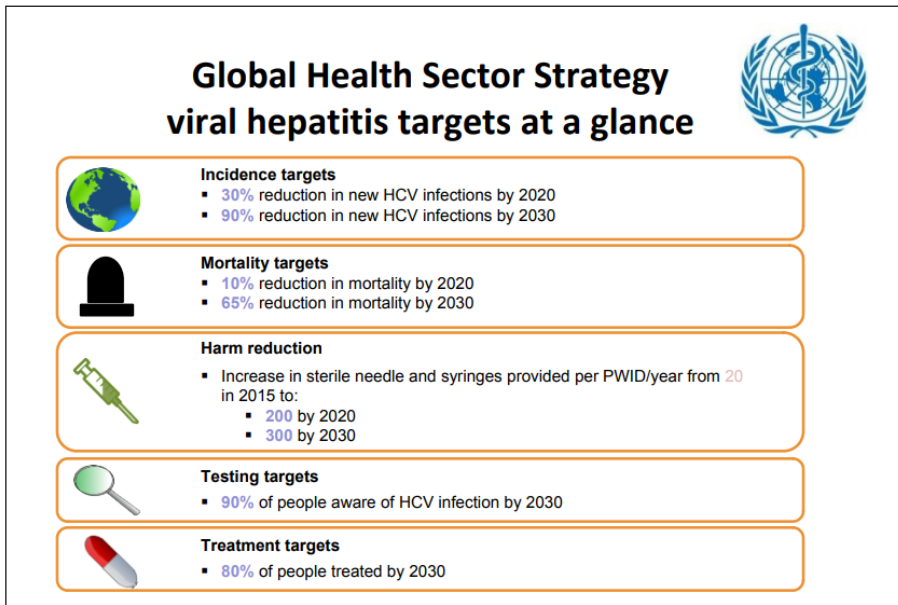 Global Health Sector Strategy
viral hepatitis targets at a glance
Incidence targets
▪ 30% reduction in new HCV infections by 2020
▪ 90% reduction in new HCV infections by 2030
Mortality targets
▪ 10% reduction in mortality by 2020
▪ 65% reduction in mortality by 2030
Harm reduction
▪ Increase in sterile needle and syringes provided per PWID/year from 20
in 2015 to:
▪ 200 by 2020
▪ 300 by 2030
Testing targets
▪ 90% of people aware of HCV infection by 2030
Treatment targets
▪ 80% of people treated by 2030